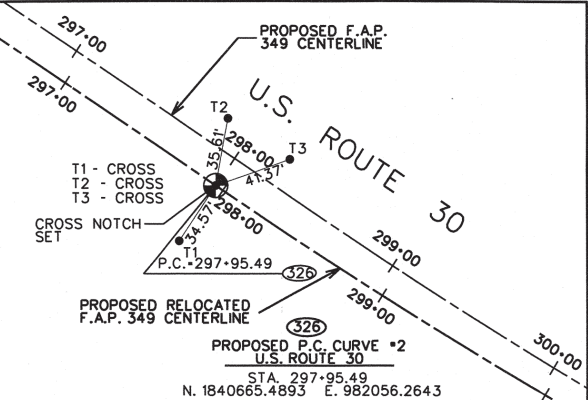 PROPOSED F.A.P.
349 CENTERLINE
297+00
297+00
U.S. ROUTE 30
T2
35.61'
298+00
T3
41.37'
T1 - CROSS
T2 - CROSS
T3 - CROSS
CROSS NOTCH
SET
298+00
34.57'
T1
P.C.=297+95.49
326
299+00
299+00
PROPOSED RELOCATED
F.A.P. 349 CENTERLINE
300+00
326
PROPOSED P.C. CURVE #2
U.S. ROUTE 30
STA. 297+95.49
N. 1840665.4893 E. 982056.2643